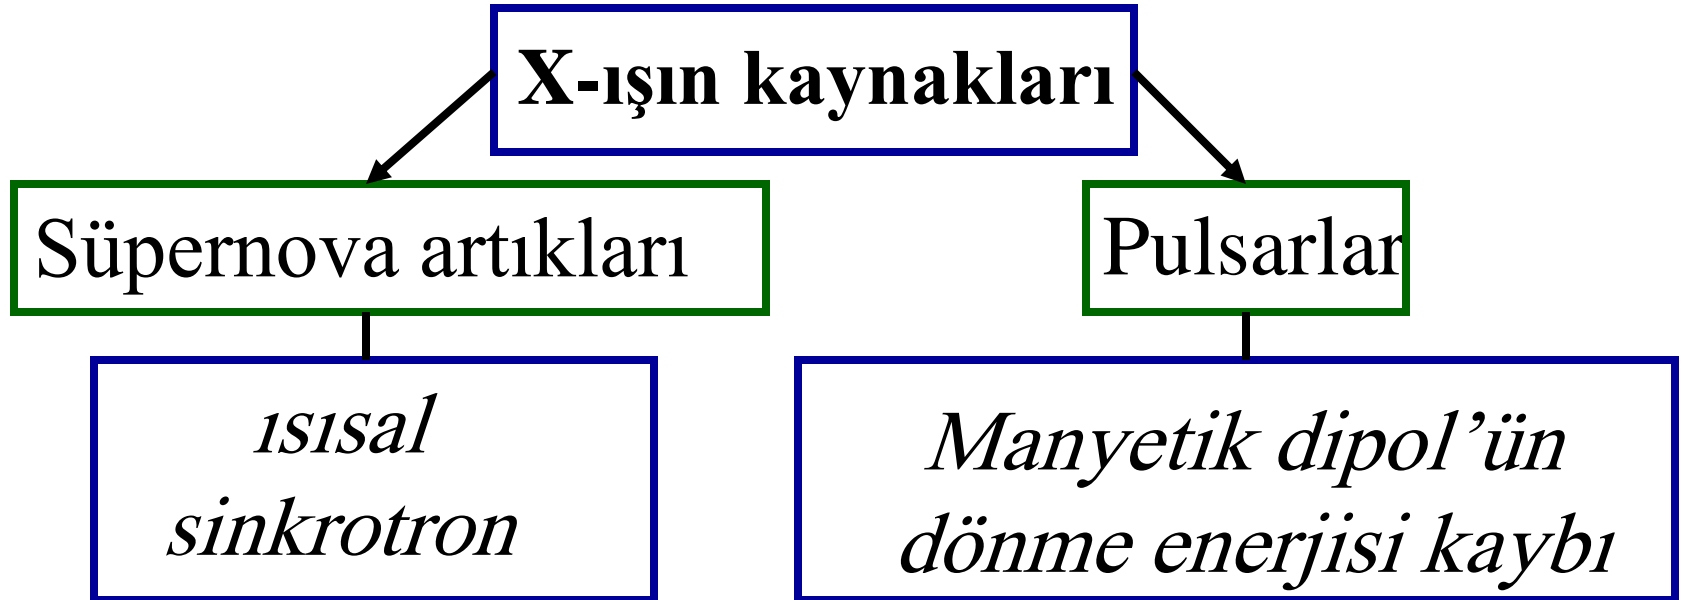 X-ışın kaynakları
Süpernova artıkları
Pulsarlar
ısısal
sinkrotron
Manyetik dipol’ün
dönme enerjisi kaybı